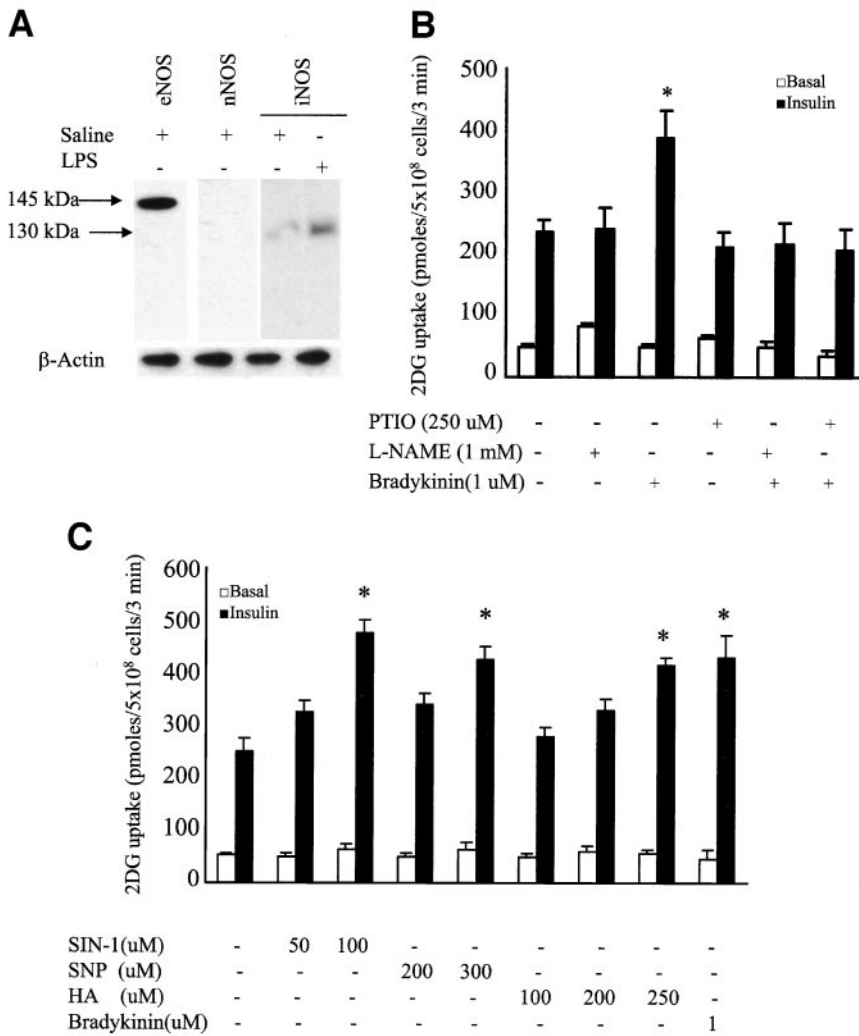 A
eNOS
nNOS
iNOS
Saline + + + -
LPS - - - +
145 kDa
130 kDa
β-Actin
B
2DG uptake (pmoles/5x10⁸ cells/3 min)
500
400
300
200
100
0
Basal
Insulin
*
PTIO (250 uM) - - - + - +
L-NAME (1 mM) - + - - + -
Bradykinin(1 uM) - - + - + +
C
2DG uptake (pmoles/5x10⁸ cells/3 min)
600
500
400
300
200
100
0
Basal
Insulin
* * * *
SIN-1(uM) - 50 100 - - - - - -
SNP (uM) - - - 200 300 - - - -
HA (uM) - - - - - 100 200 250 -
Bradykinin(uM) - - - - - - - - 1